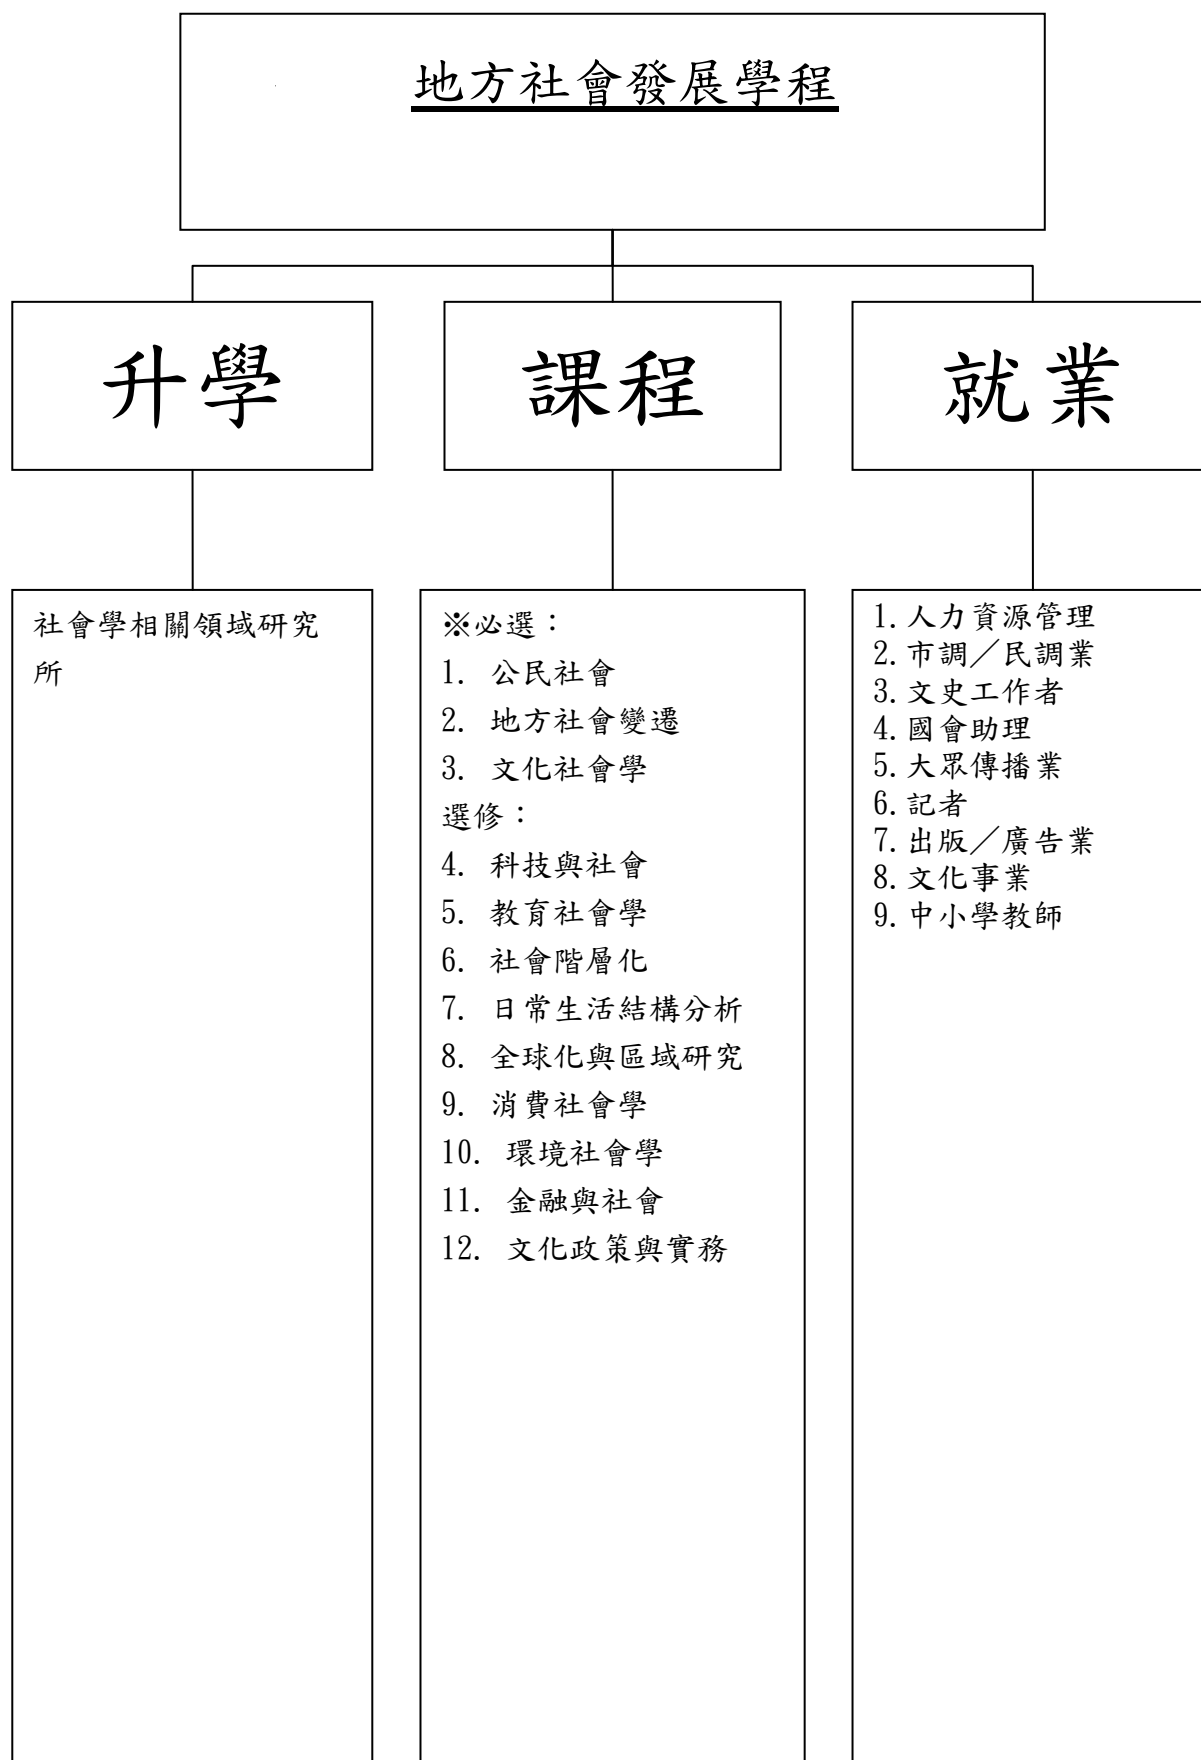 地方社會發展學程
升學
課程
就業
社會學相關領域研究
所
※必選：
1. 公民社會
2. 地方社會變遷
3. 文化社會學
選修：
4. 科技與社會
5. 教育社會學
6. 社會階層化
7. 日常生活結構分析
8. 全球化與區域研究
9. 消費社會學
10. 環境社會學
11. 金融與社會
12. 文化政策與實務
1.人力資源管理
2.市調／民調業
3.文史工作者
4.國會助理
5.大眾傳播業
6.記者
7.出版／廣告業
8.文化事業
9.中小學教師